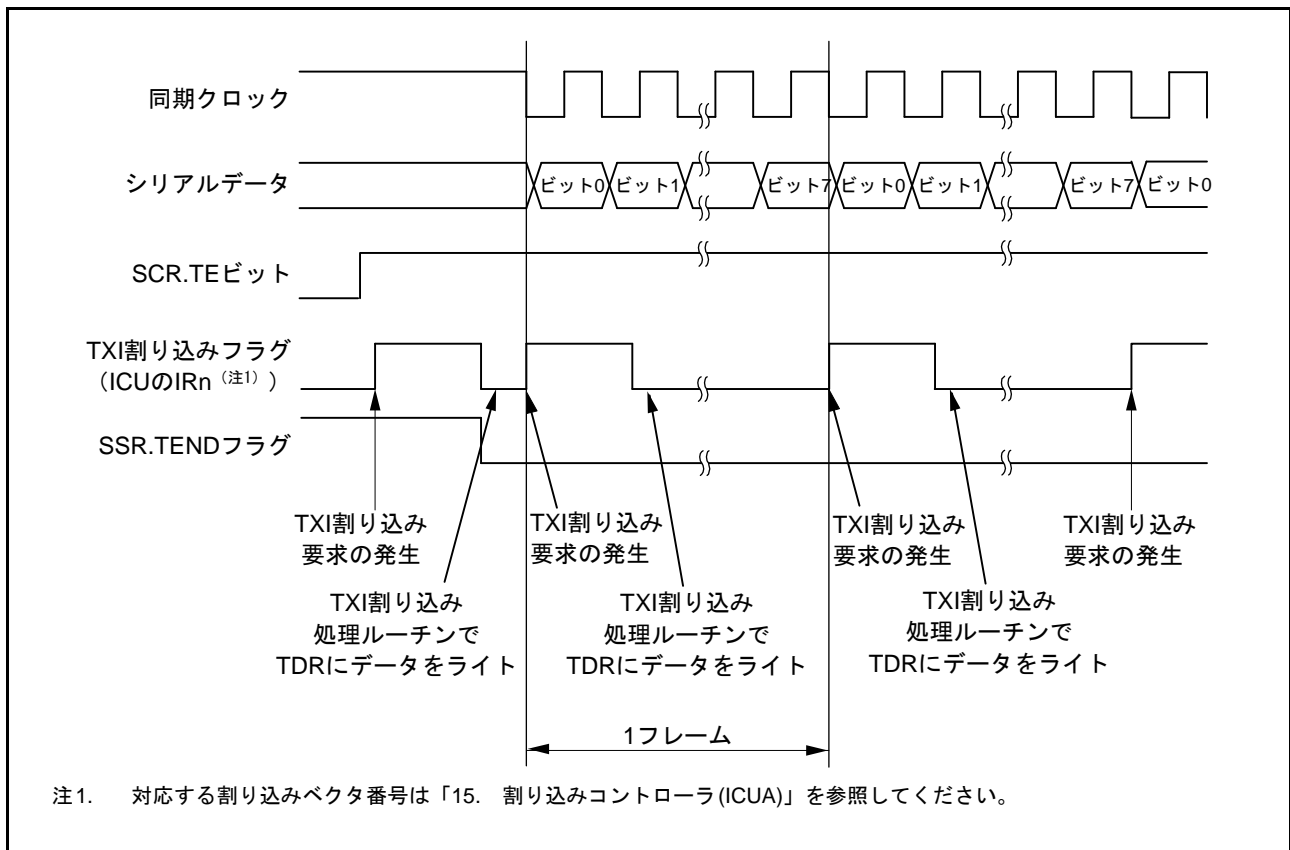 同期クロック
シリアルデータ
ビット0 ビット1 ビット7 ビット0 ビット1 ビット7 ビット0
SCR.TEビット
TXI割り込みフラグ
（ICUのIRn（注1））
SSR.TENDフラグ
TXI割り込み
要求の発生
TXI割り込み
処理ルーチンで
TDRにデータをライト
TXI割り込み
要求の発生
TXI割り込み
処理ルーチンで
TDRにデータをライト
TXI割り込み
要求の発生
TXI割り込み
処理ルーチンで
TDRにデータをライト
TXI割り込み
要求の発生
1フレーム
注1. 対応する割り込みベクタ番号は「15. 割り込みコントローラ(ICUA)」を参照してください。